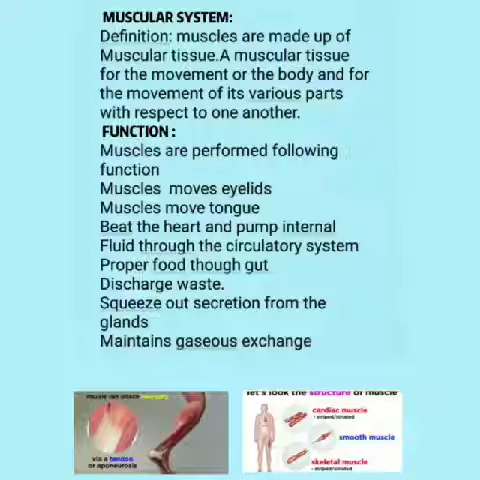 MUSCULAR SYSTEM:
Definition: muscles are made up of
Muscular tissue.A muscular tissue
for the movement or the body and for
the movement of its various parts
with respect to one another.
FUNCTION :
Muscles are performed following
function
Muscles moves eyelids
Muscles move tongue
Beat the heart and pump internal
Fluid through the circulatory system
Proper food though gut
Discharge waste.
Squeeze out secretion from the
glands
Maintains gaseous exchange
via a tendon
or aponeurosis
let's look the structure of muscle
cardiac muscle
smooth muscle
skeletal muscle